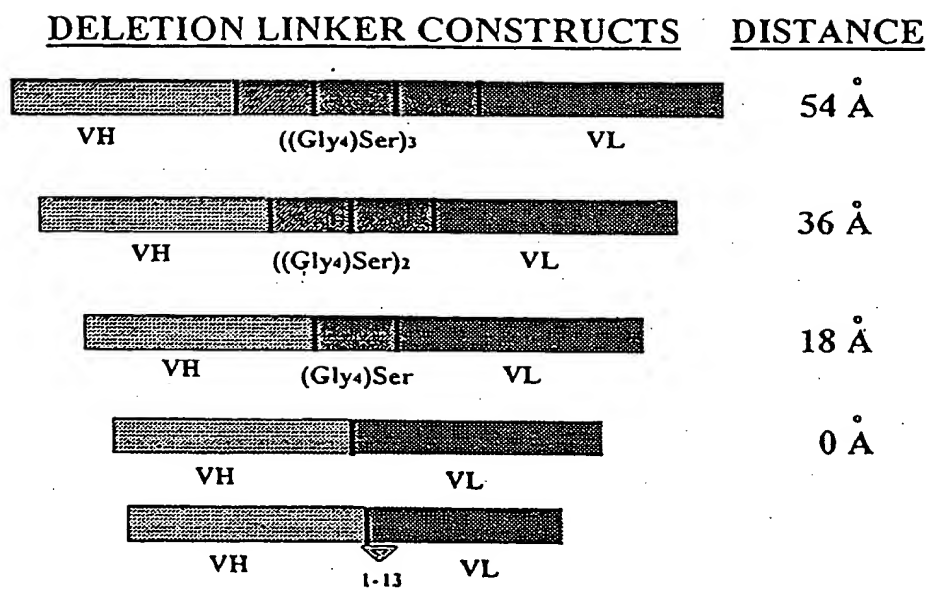 DELETION LINKER CONSTRUCTS DISTANCE
54 Å
VH ((Gly4)Ser)3 VL
36 Å
VH ((Gly4)Ser)2 VL
18 Å
VH (Gly4)Ser VL
0 Å
VH VL
VH 1-13 VL